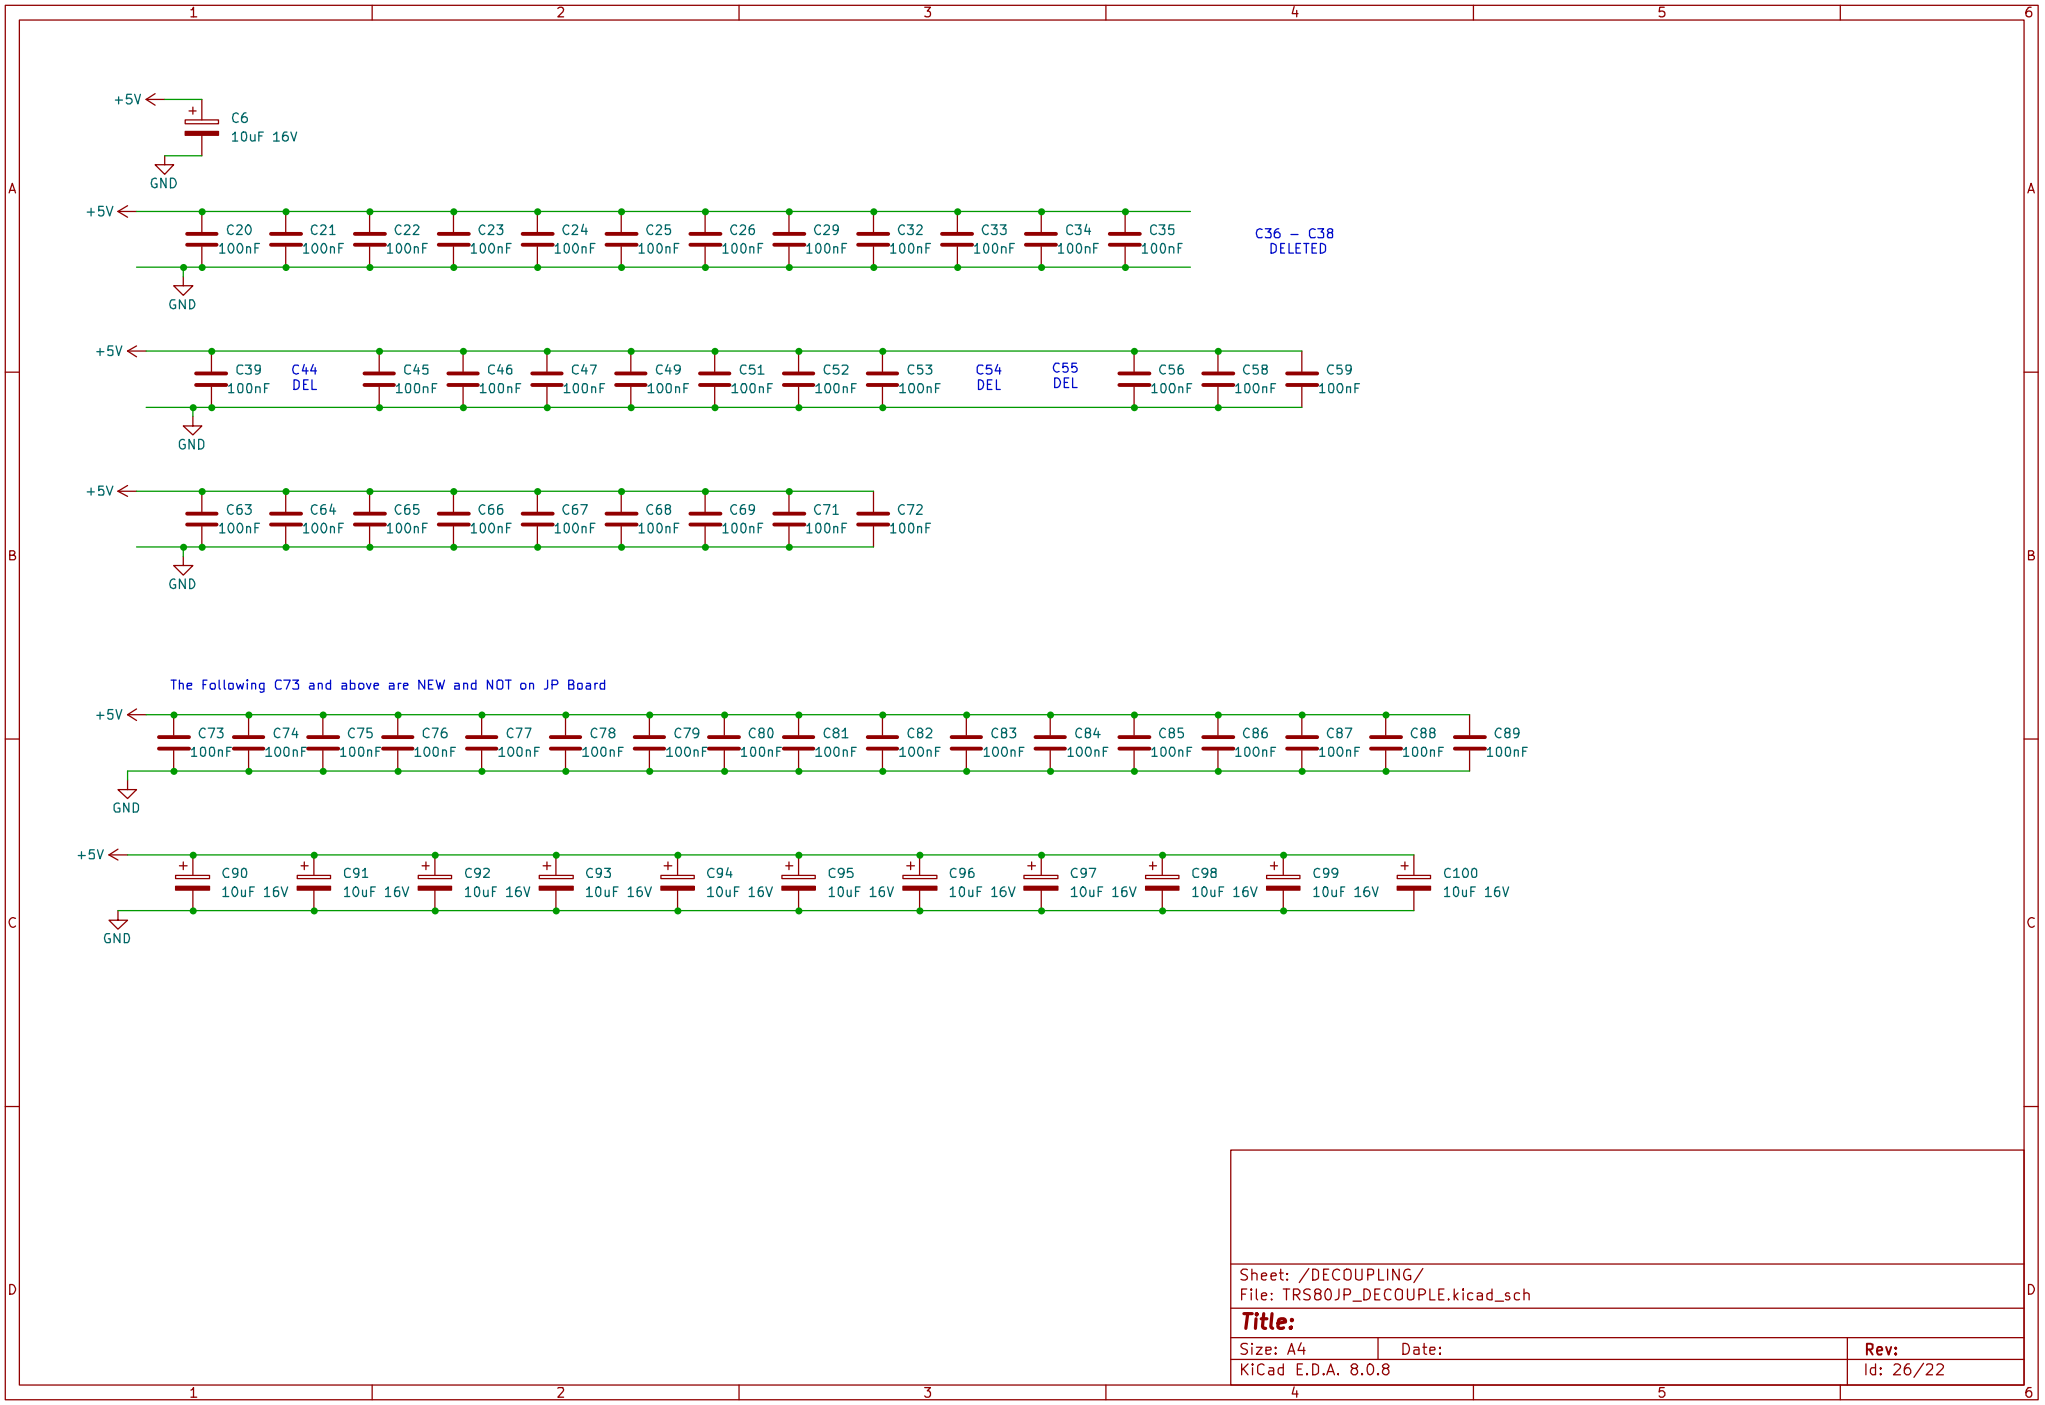 1 2 3 4 5 6
+5V
+
C6
10uF 16V
GND
A A
+5V
C20 C21 C22 C23 C24 C25 C26 C29 C32 C33 C34 C35
100nF 100nF 100nF 100nF 100nF 100nF 100nF 100nF 100nF 100nF 100nF 100nF
C36 - C38
DELETED
GND
+5V
C39 C44 C45 C46 C47 C49 C51 C52 C53 C54 C55 C56 C58 C59
100nF DEL 100nF 100nF 100nF 100nF 100nF 100nF 100nF DEL DEL 100nF 100nF 100nF
GND
+5V
C63 C64 C65 C66 C67 C68 C69 C71 C72
100nF 100nF 100nF 100nF 100nF 100nF 100nF 100nF 100nF
B B
GND
The Following C73 and above are NEW and NOT on JP Board
+5V
C73 C74 C75 C76 C77 C78 C79 C80 C81 C82 C83 C84 C85 C86 C87 C88 C89
100nF 100nF 100nF 100nF 100nF 100nF 100nF 100nF 100nF 100nF 100nF 100nF 100nF 100nF 100nF 100nF 100nF
GND
+5V
+ + + + + + + + + + +
C90 C91 C92 C93 C94 C95 C96 C97 C98 C99 C100
10uF 16V 10uF 16V 10uF 16V 10uF 16V 10uF 16V 10uF 16V 10uF 16V 10uF 16V 10uF 16V 10uF 16V 10uF 16V
C C
GND
D D
Sheet: /DECOUPLING/
File: TRS80JP_DECOUPLE.kicad_sch
Title:
Size: A4 Date: Rev:
KiCad E.D.A. 8.0.8 Id: 26/22
1 2 3 4 5 6